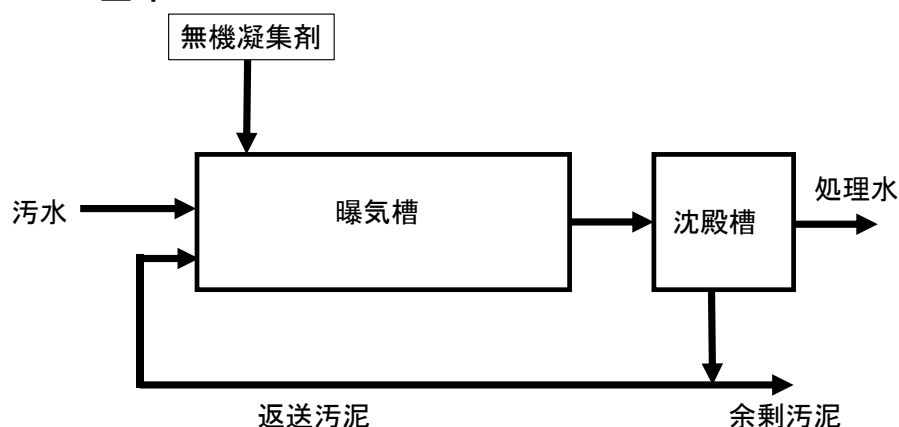 無機凝集剤
汚水
曝気槽
沈殿槽
処理水
返送汚泥
余剰汚泥